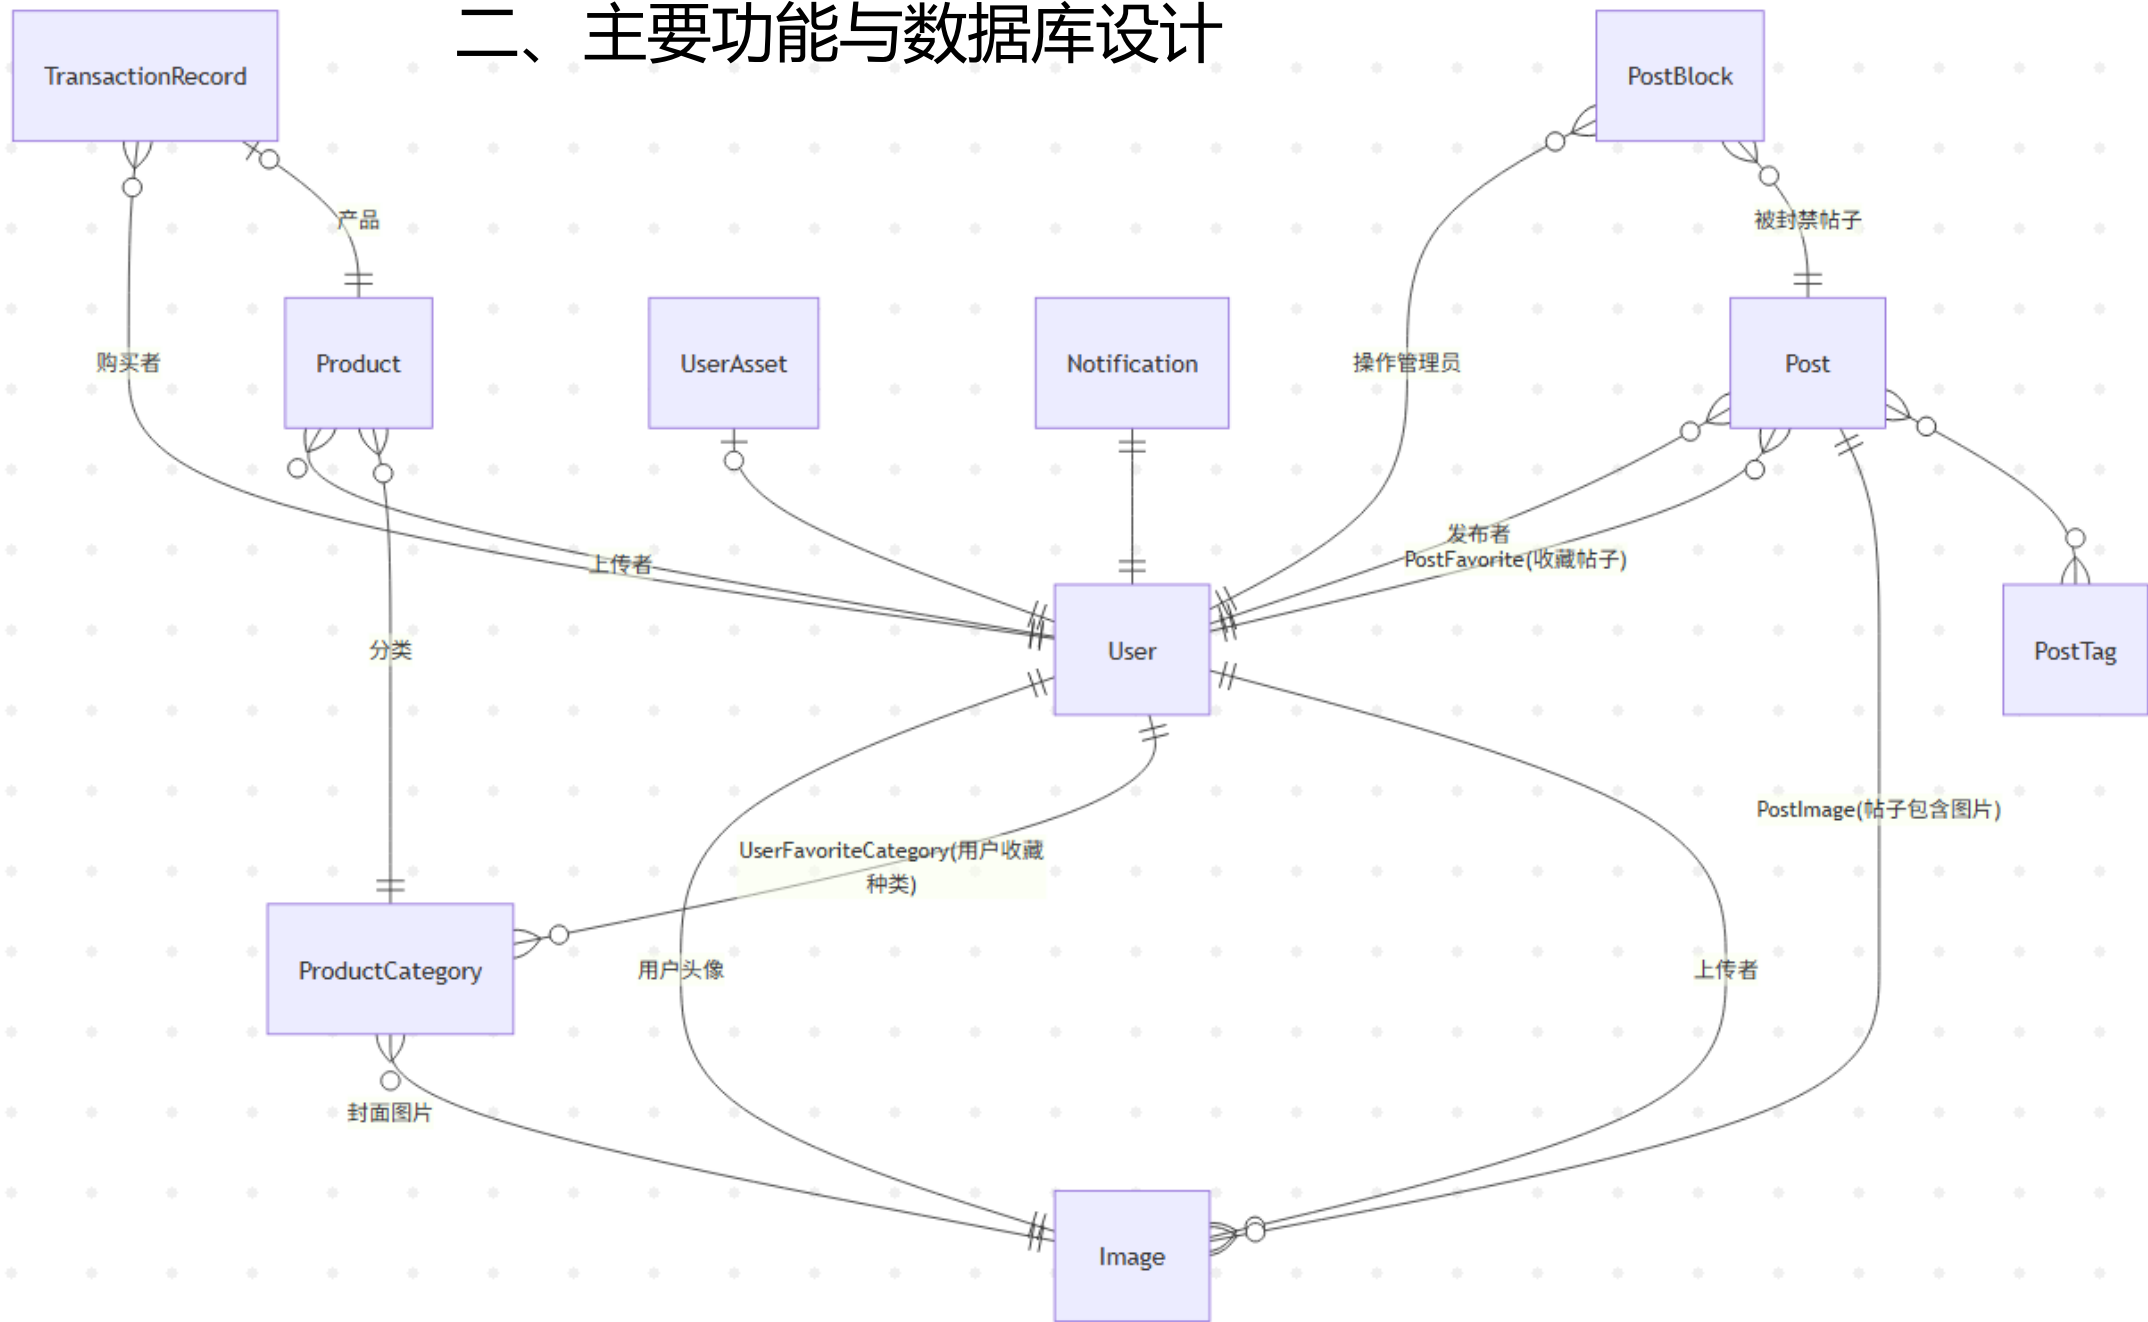 二、主要功能与数据库设计
TransactionRecord
PostBlock
产品
被封禁帖子
购买者
Product
UserAsset
Notification
操作管理员
Post
发布者
PostFavorite(收藏帖子)
上传者
分类
User
PostTag
PostImage(帖子包含图片)
UserFavoriteCategory(用户收藏
种类)
ProductCategory
用户头像
上传者
封面图片
Image